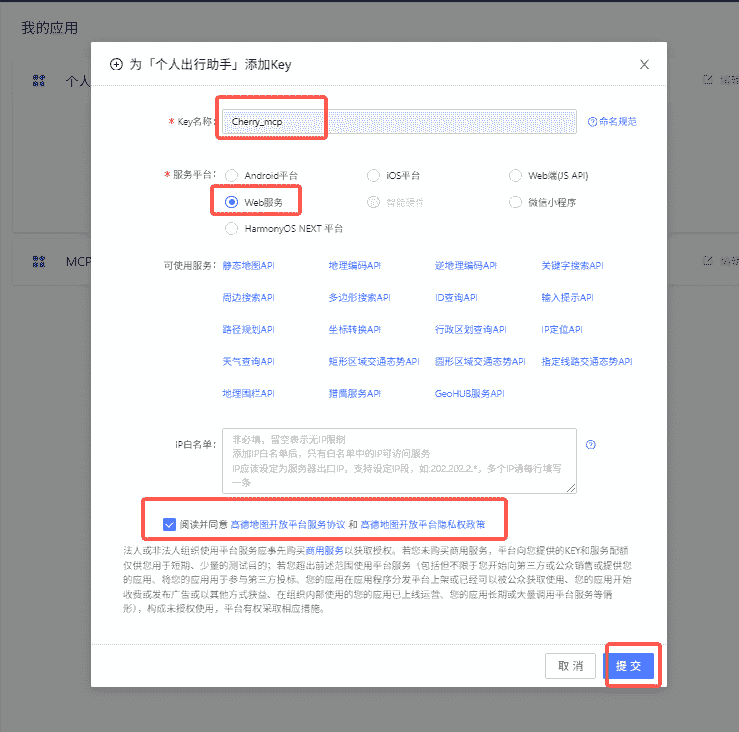 我的应用
为「个人出行助手」添加Key
个人
* Key名称: Cherry_mcp 命名规范
* 服务平台: Android平台 iOS平台 Web端(JS API)
Web服务 智能硬件 微信小程序
HarmonyOS NEXT 平台
MCP
可使用服务: 静态地图API 地理编码API 逆地理编码API 关键字搜索API
周边搜索API 多边形搜索API ID查询API 输入提示API
路径规划API 坐标转换API 行政区划查询API IP定位API
天气查询API 矩形区域交通态势API 圆形区域交通态势API 指定线路交通态势API
地理围栏API 猎鹰服务API GeoHUB服务API
IP白名单: 非必填，留空表示无IP限制
添加IP白名单后，只有白名单中的IP可访问服务
IP应该设定为服务器出口IP，支持设定IP段，如:202.202.2.*，多个IP请每行填写
一条
阅读并同意 高德地图开放平台服务协议 和 高德地图开放平台隐私权政策
法人或非法人组织使用平台服务应事先购买商用服务以获取授权。若您未购买商用服务，平台向您提供的KEY和服务配额
仅供您用于短期、少量的测试目的；若您超出前述范围使用平台服务（包括但不限于您开始向第三方或公众销售或提供您
的应用、将您的应用用于参与第三方投标、您的应用在应用程序分发平台上架或已经可以被公众获取使用、您的应用开始
收费或发布广告或以其他方式获益、在组织内部使用的您的应用已上线运营、您的应用长期或大量调用平台服务等情
形），构成未授权使用，平台有权采取相应措施。
取 消 提 交